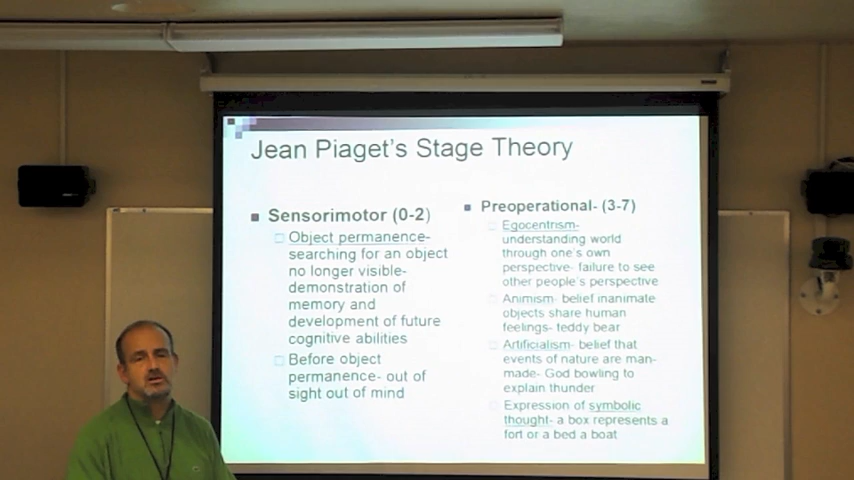 Jean Piaget's Stage Theory
Sensorimotor (0-2)
Object permanence-
searching for an object
no longer visible-
demonstration of
memory and
development of future
cognitive abilities
Before object
permanence- out of
sight out of mind
Preoperational- (3-7)
Egocentrism-
understanding world
through one's own
perspective- failure to see
other people's perspective
Animism- belief inanimate
objects share human
feelings- teddy bear
Artificialism- belief that
events of nature are man-
made- God bowling to
explain thunder
Expression of symbolic
thought- a box represents a
fort or a bed a boat